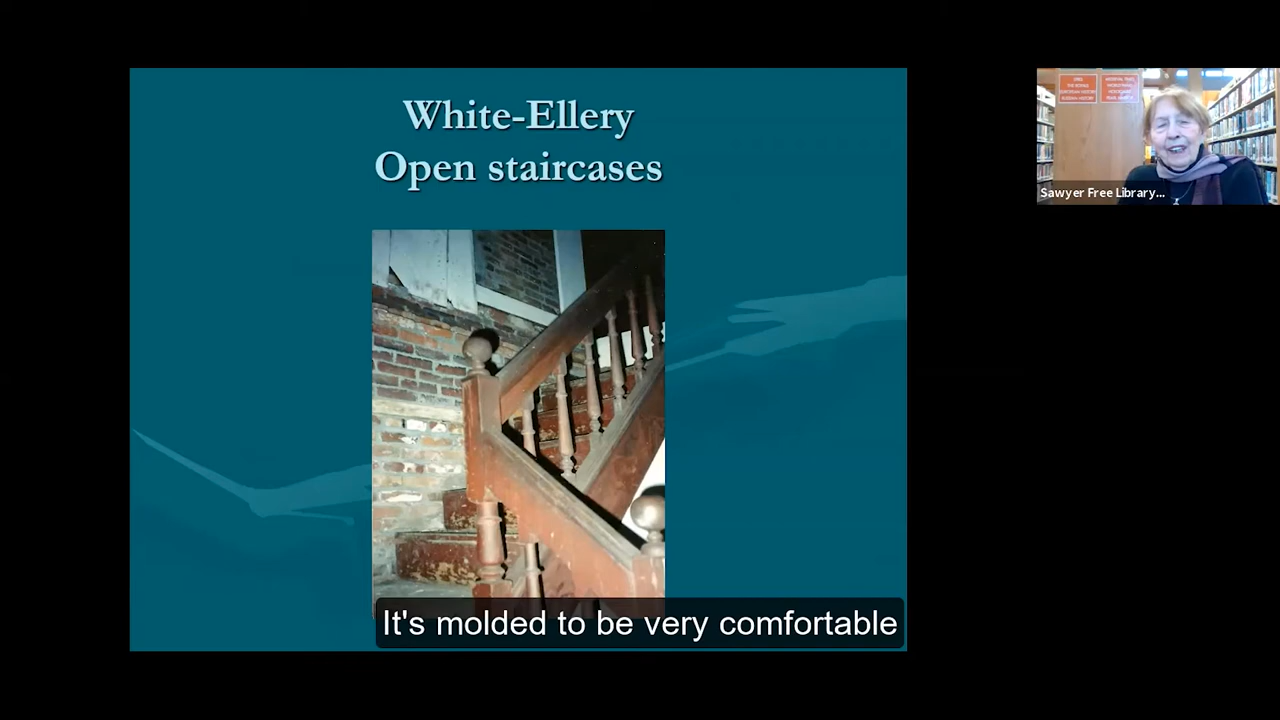 White-Ellery
Open staircases
Sawyer Free Library...
It's molded to be very comfortable